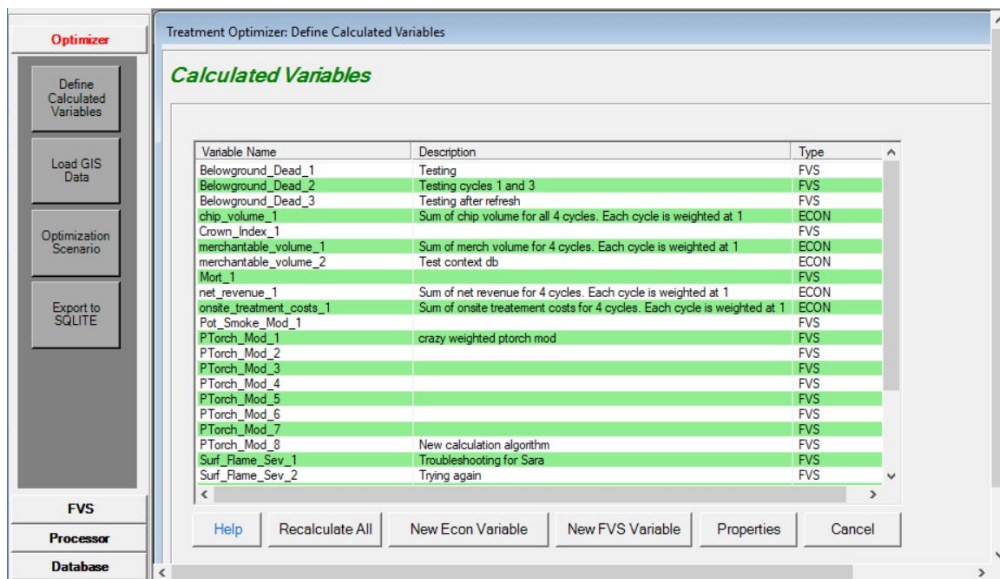 Optimizer
Define
Calculated
Variables
Load GIS
Data
Optimization
Scenario
Export to
SQLITE
FVS
Processor
Database
Treatment Optimizer: Define Calculated Variables
Calculated Variables
Variable Name Description Type
Belowground_Dead_1 Testing FVS
Belowground_Dead_2 Testing cycles 1 and 3 FVS
Belowground_Dead_3 Testing after refresh FVS
chip_volume_1 Sum of chip volume for all 4 cycles. Each cycle is weighted at 1 ECON
Crown_Index_1 FVS
merchantable_volume_1 Sum of merch volume for 4 cycles. Each cycle is weighted at 1 ECON
merchantable_volume_2 Test context db ECON
Mort_1 FVS
net_revenue_1 Sum of net revenue for 4 cycles. Each cycle is weighted at 1 ECON
onsite_treatment_costs_1 Sum of onsite treatement costs for 4 cycles. Each cycle is weighted at 1 ECON
Pot_Smoke_Mod_1 FVS
PTorch_Mod_1 crazy weighted ptorch mod FVS
PTorch_Mod_2 FVS
PTorch_Mod_3 FVS
PTorch_Mod_4 FVS
PTorch_Mod_5 FVS
PTorch_Mod_6 FVS
PTorch_Mod_7 FVS
PTorch_Mod_8 New calculation algorithm FVS
Surf_Flame_Sev_1 Troubleshooting for Sara FVS
Surf_Flame_Sev_2 Trying again FVS
Help Recalculate All New Econ Variable New FVS Variable Properties Cancel